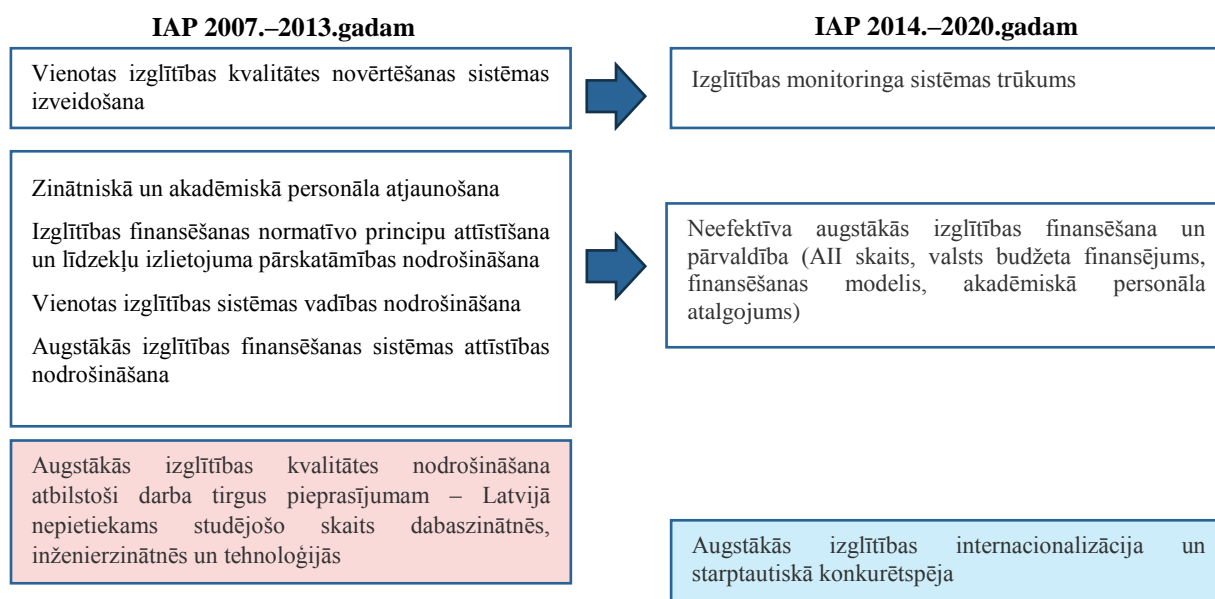 IAP 2007.–2013.gadam
IAP 2014.–2020.gadam
Vienotas izglītības kvalitātes novērtēšanas sistēmas
izveidošana
Izglītības monitoringa sistēmas trūkums
Zinātniskā un akadēmiskā personāla atjaunošana
Izglītības finansēšanas normatīvo principu attīstīšana
un līdzekļu izlietojuma pārskatāmības nodrošināšana
Vienotas izglītības sistēmas vadības nodrošināšana
Augstākās izglītības finansēšanas sistēmas attīstības
nodrošināšana
Neefektīva augstākās izglītības finansēšana un
pārvaldība (AII skaits, valsts budžeta finansējums,
finansēšanas modelis, akadēmiskā personāla
atalgojums)
Augstākās izglītības kvalitātes nodrošināšana
atbilstoši darba tirgus pieprasījumam – Latvijā
nepietiekams studējošo skaits dabaszinātnēs,
inženierzinātnēs un tehnoloģijās
Augstākās izglītības internacionalizācija un
starptautiskā konkurētspēja